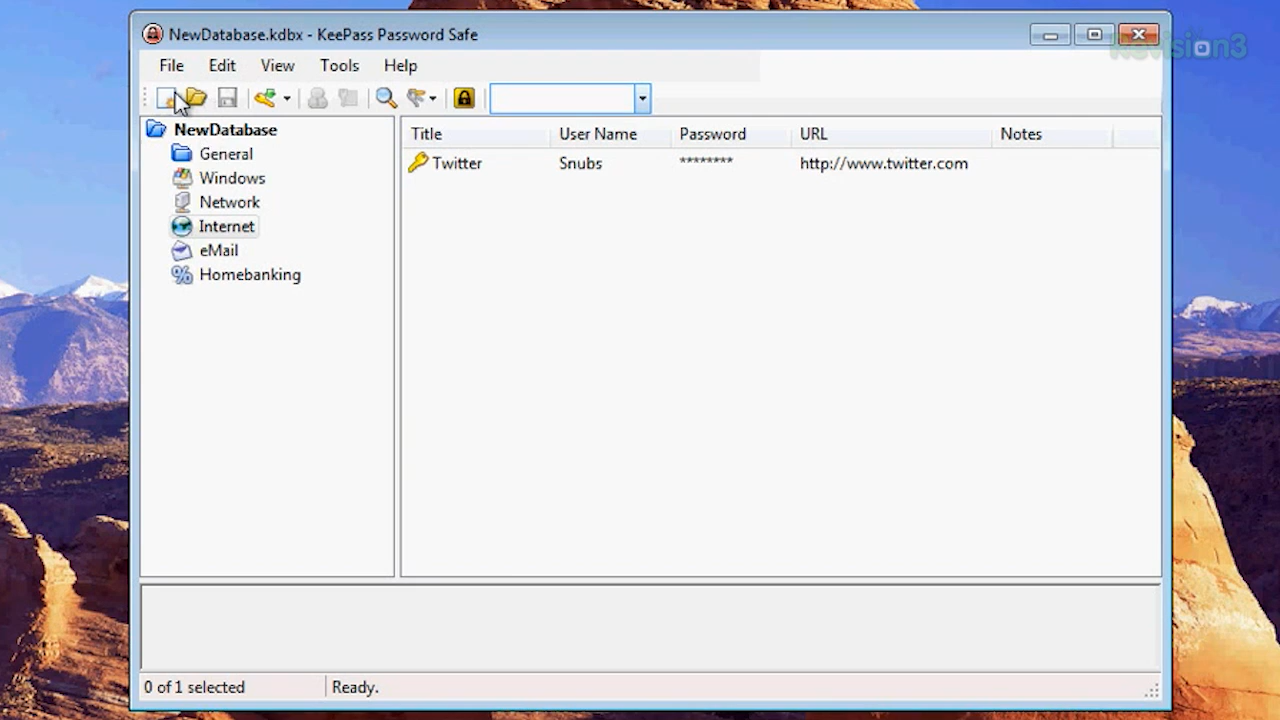 NewDatabase.kdbx - KeePass Password Safe
Revision3
File Edit View Tools Help
NewDatabase
General
Windows
Network
Internet
eMail
Homebanking
Title User Name Password URL Notes
Twitter Snubs ******** http://www.twitter.com
0 of 1 selected Ready.